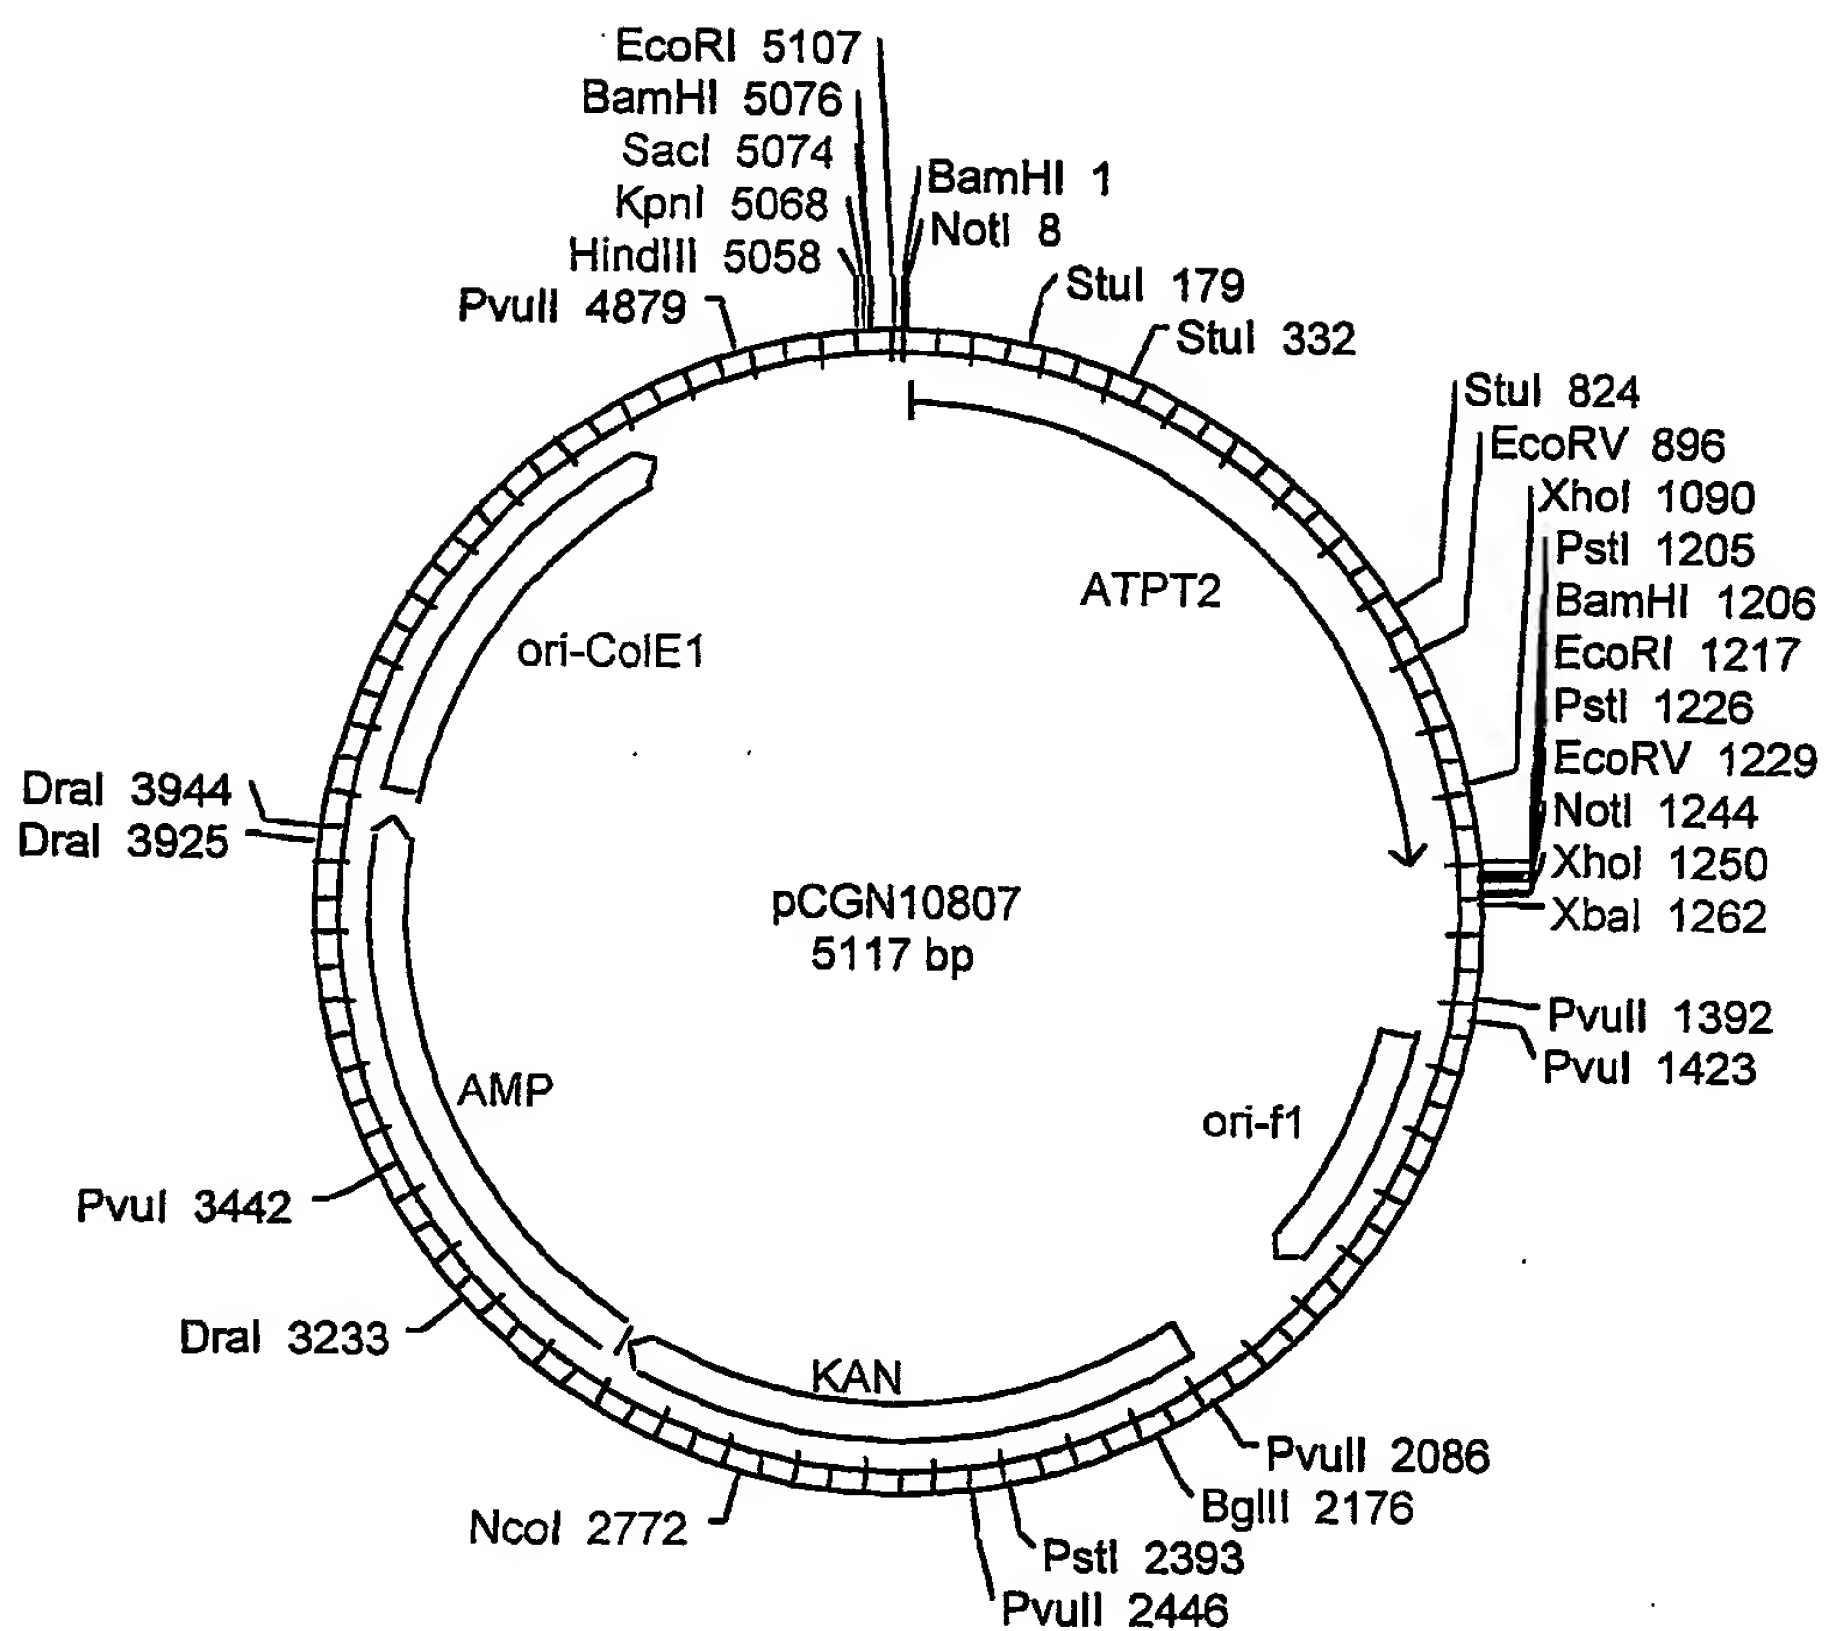 EcoRI 5107
BamHI 5076
SacI 5074
KpnI 5068
HindIII 5058
PvuII 4879
BamHI 1
NotI 8
StuI 179
StuI 332
StuI 824
EcoRV 896
XhoI 1090
PstI 1205
BamHI 1206
EcoRI 1217
PstI 1226
EcoRV 1229
NotI 1244
XhoI 1250
XbaI 1262
PvuII 1392
PvuI 1423
ATPT2
ori-ColE1
DraI 3944
DraI 3925
pCGN10807
5117 bp
AMP
ori-f1
PvuI 3442
DraI 3233
KAN
NcoI 2772
PvuII 2086
BglII 2176
PstI 2393
PvuII 2446